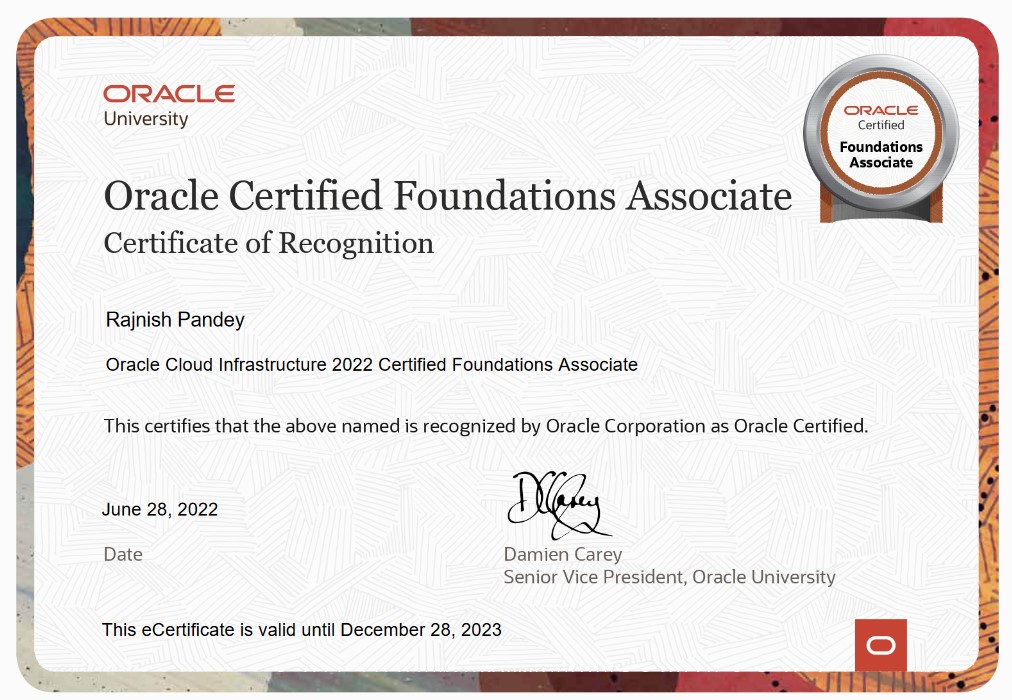 ORACLE
University
ORACLE
Certified
Foundations
Associate
Oracle Certified Foundations Associate
Certificate of Recognition
Rajnish Pandey
Oracle Cloud Infrastructure 2022 Certified Foundations Associate
This certifies that the above named is recognized by Oracle Corporation as Oracle Certified.
DCarey
June 28, 2022
Date
Damien Carey
Senior Vice President, Oracle University
This eCertificate is valid until December 28, 2023